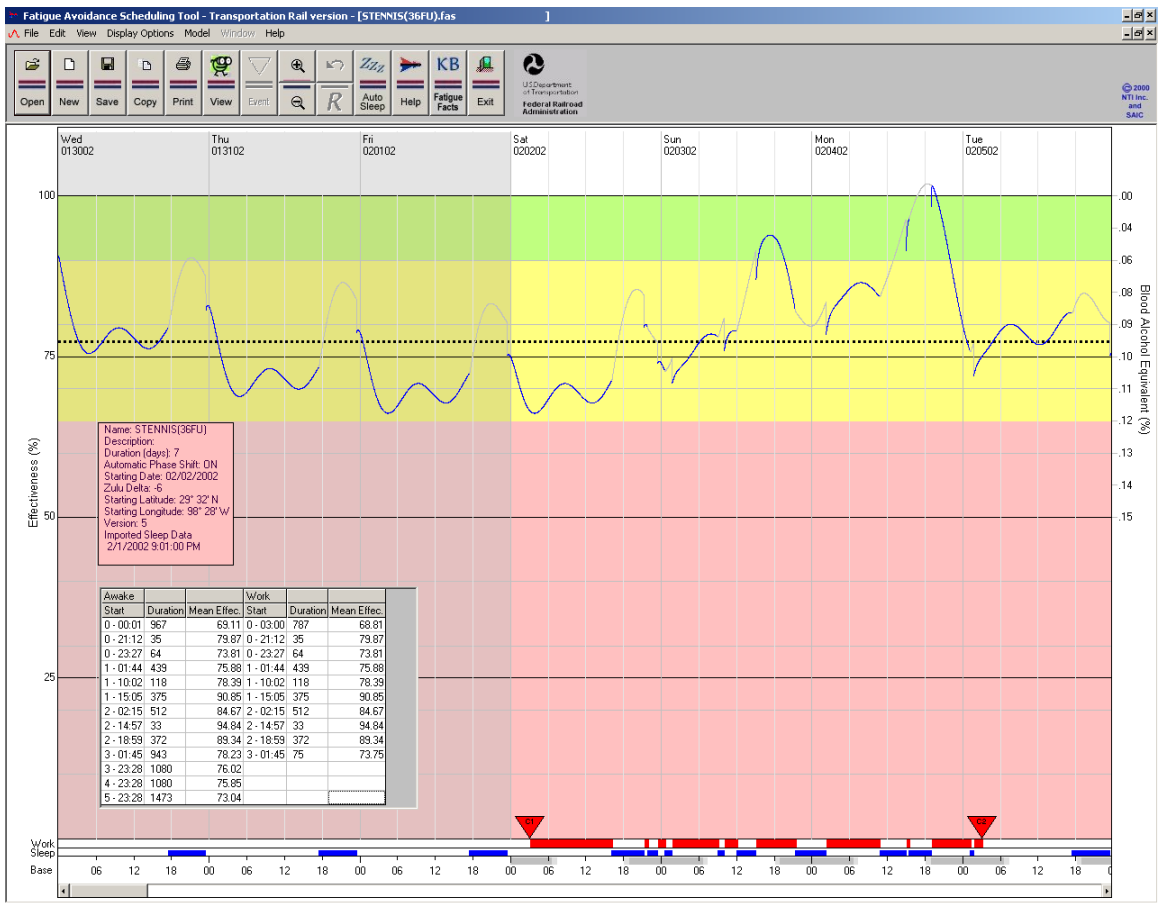 Fatigue Avoidance Scheduling Tool - Transportation Rail version - [STENNIS(36FU).fas ]
File Edit View Display Options Model Window Help
Open New Save Copy Print View Event R Zzz Auto Sleep Help KB Fatigue Facts Exit
US Department
of Transportation
Federal Railroad
Administration
© 2000
NTI Inc.
and
SAIC
Wed Thu Fri Sat Sun Mon Tue
013002 013102 020102 020202 020302 020402 020502
100 .00
.04
.06
.08
.09
75 .10
.11
.12
.13
.14
50 .15
25
Effectiveness (%)
Blood Alcohol Equivalent (%)
Name: STENNIS(36FU)
Description:
Duration (days): 7
Automatic Phase Shift: ON
Starting Date: 02/02/2002
Zulu Delta: -6
Starting Latitude: 29° 32' N
Starting Longitude: 98° 28' W
Version: 5
Imported Sleep Data
2/1/2002 9:01:00 PM
Awake Work
Start Duration Mean Effec. Start Duration Mean Effec.
0 - 00:01 967 69.11 0 - 03:00 787 68.81
0 - 21:12 35 79.87 0 - 21:12 35 79.87
0 - 23:27 64 73.81 0 - 23:27 64 73.81
1 - 01:44 439 75.88 1 - 01:44 439 75.88
1 - 10:02 118 78.39 1 - 10:02 118 78.39
1 - 15:05 375 90.85 1 - 15:05 375 90.85
2 - 02:15 512 84.67 2 - 02:15 512 84.67
2 - 14:57 33 94.84 2 - 14:57 33 94.84
2 - 18:59 372 89.34 2 - 18:59 372 89.34
3 - 01:45 943 78.23 3 - 01:45 75 73.75
3 - 23:28 1080 76.02
4 - 23:28 1080 75.85
5 - 23:28 1473 73.04
C1 C2
Work
Sleep
Base 06 12 18 00 06 12 18 00 06 12 18 00 06 12 18 00 06 12 18 00 06 12 18 00 06 12 18